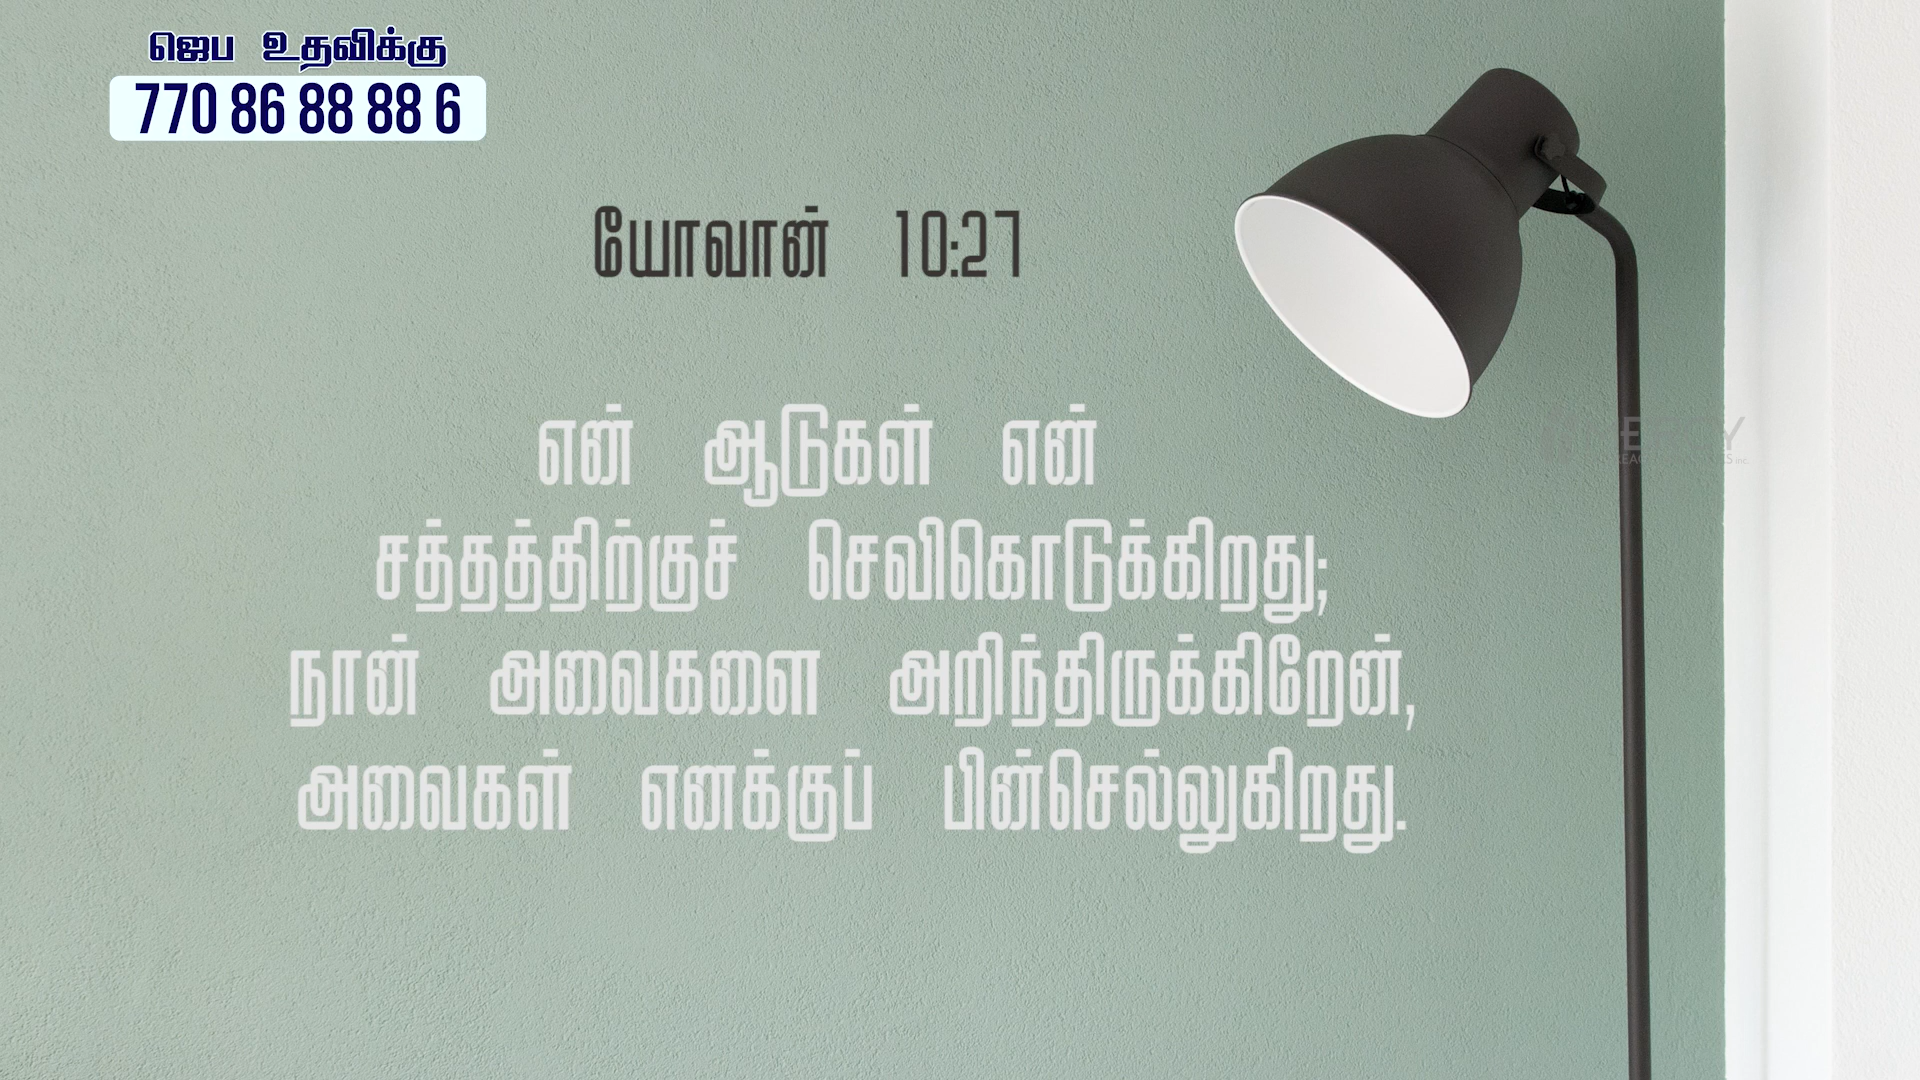 ஜெப உதவிக்கு
770 86 88 88 6
யோவான் 10:27
என் ஆடுகள் என்
சத்தத்திற்குச் செவிகொடுக்கிறது;
நான் அவைகளை அறிந்திருக்கிறேன்,
அவைகள் எனக்குப் பின்செல்லுகிறது.